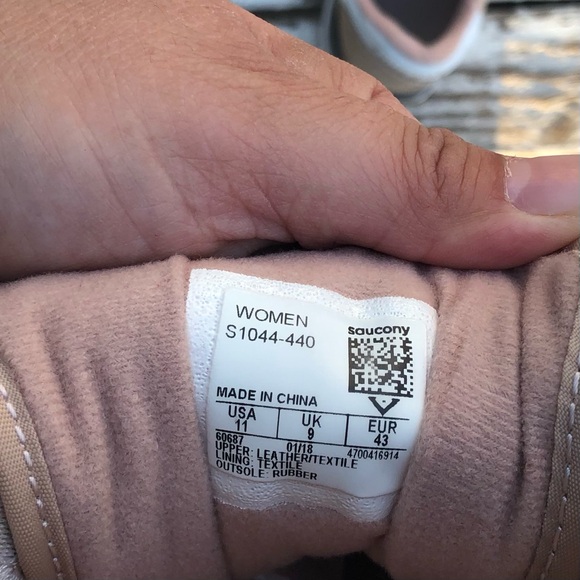 WOMEN
S1044-440
saucony
MADE IN CHINA
USA UK EUR
11 9 43
60687 01/18 4700416914
UPPER: LEATHER/TEXTILE
LINING: TEXTILE
OUTSOLE: RUBBER